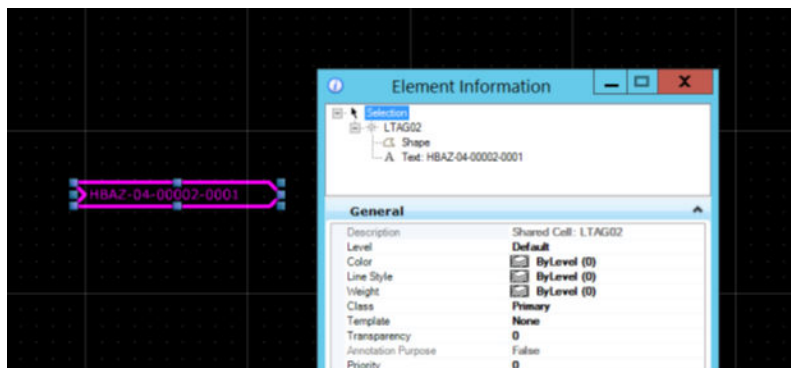 Element Information
Selection
LTAG02
Shape
A Text: HBAZ-04-00002-0001
HBAZ-04-00002-0001
General
Description Shared Cell: LTAG02
Level Default
Color ByLevel (0)
Line Style ByLevel (0)
Weight ByLevel (0)
Class Primary
Template None
Transparency 0
Annotation Purpose False
Priority 0